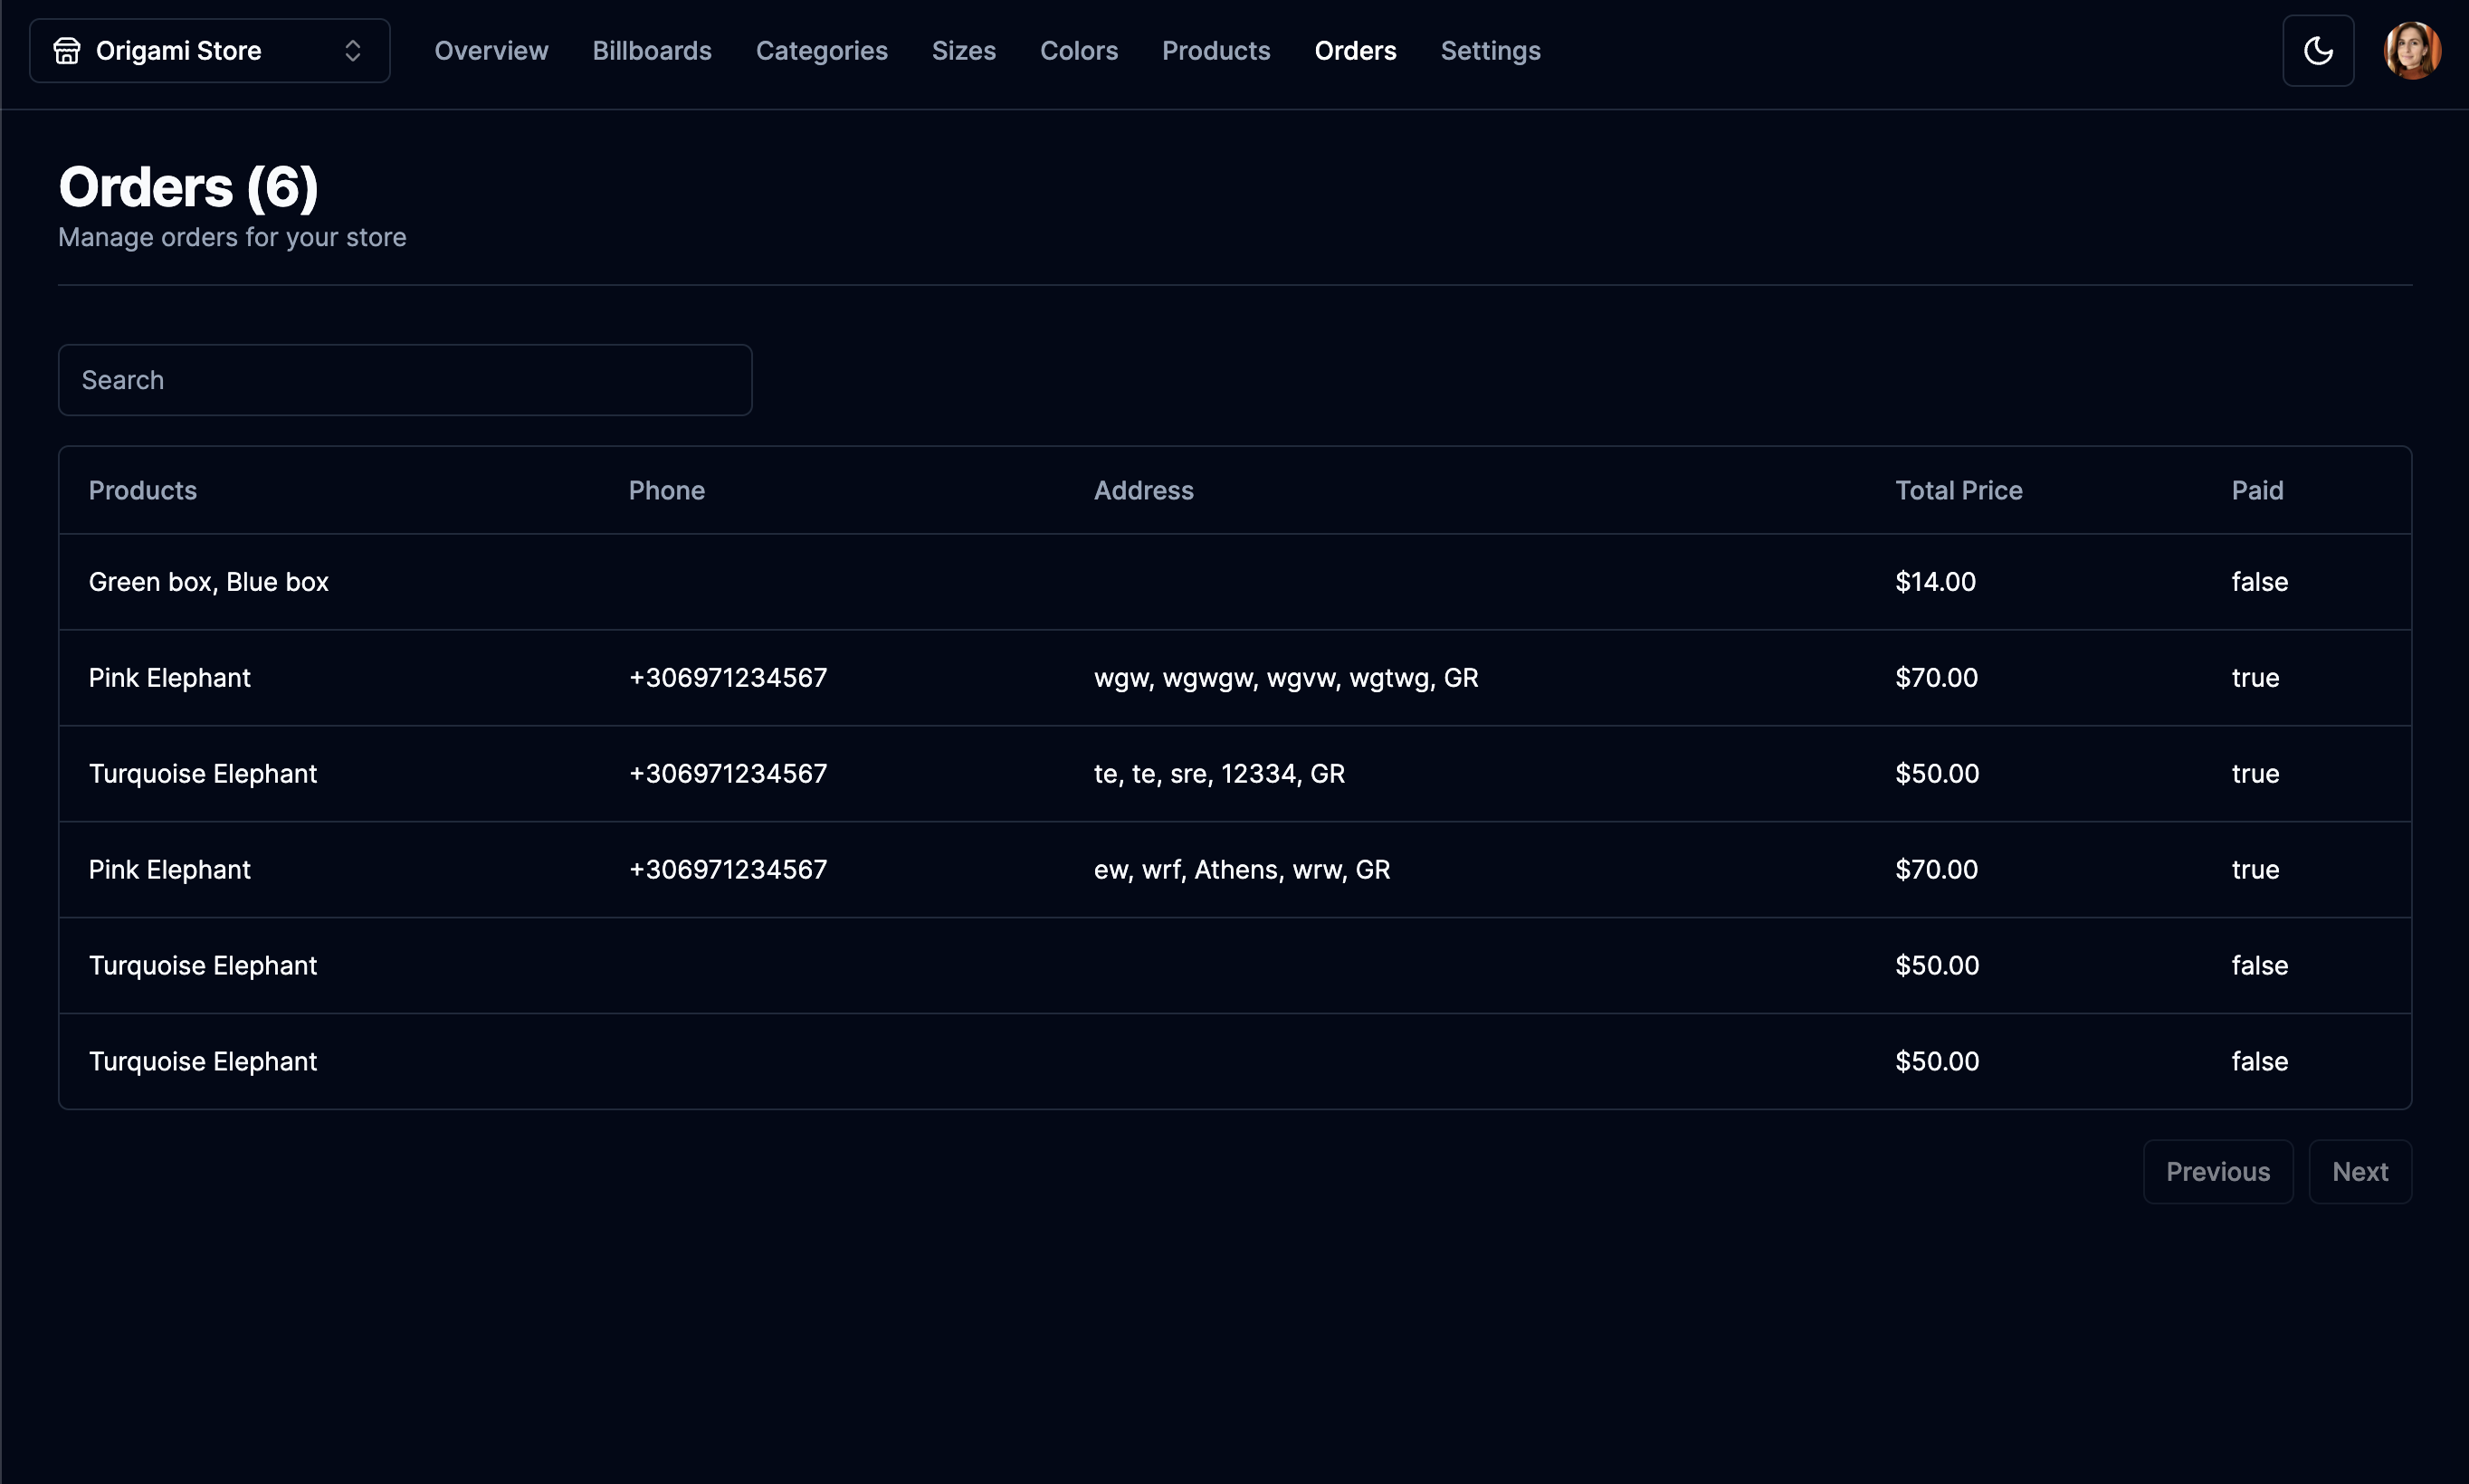 Origami Store Overview Billboards Categories Sizes Colors Products Orders Settings
Orders (6)
Manage orders for your store
Search
Products Phone Address Total Price Paid
Green box, Blue box $14.00 false
Pink Elephant +306971234567 wgw, wgwgw, wgvw, wgtwg, GR $70.00 true
Turquoise Elephant +306971234567 te, te, sre, 12334, GR $50.00 true
Pink Elephant +306971234567 ew, wrf, Athens, wrw, GR $70.00 true
Turquoise Elephant $50.00 false
Turquoise Elephant $50.00 false
Previous Next